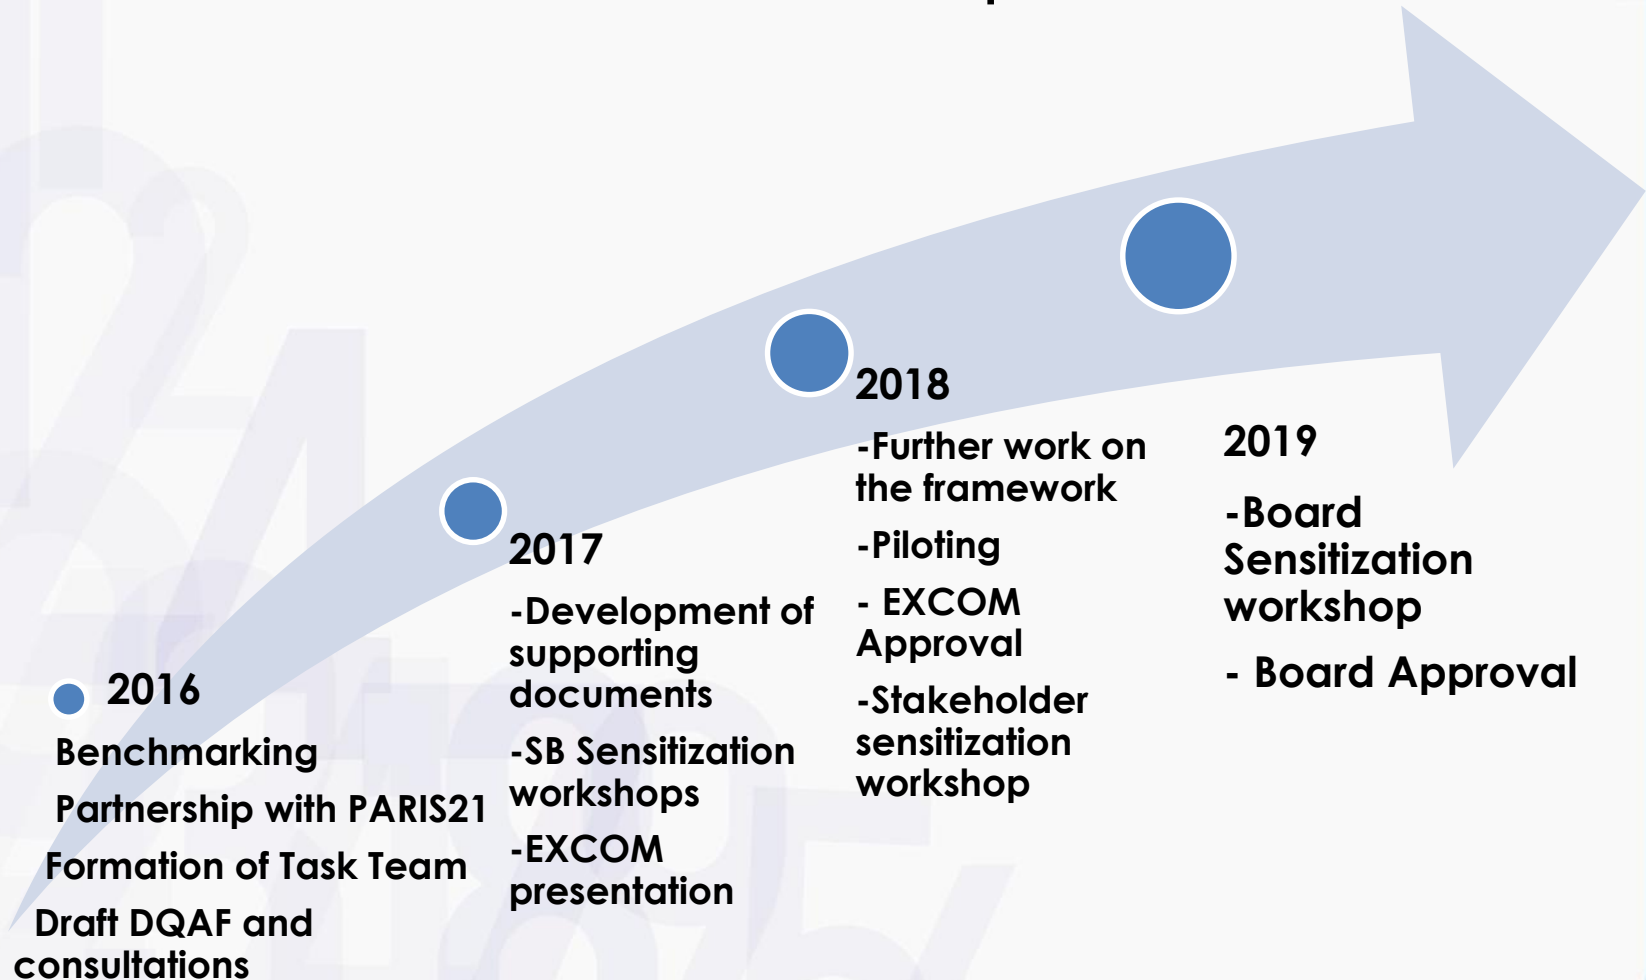 2016
Benchmarking
Partnership with PARIS21
Formation of Task Team
Draft DQAF and
consultations
2017
-Development of
supporting
documents
-SB Sensitization
workshops
-EXCOM
presentation
2018
-Further work on
the framework
-Piloting
- EXCOM
Approval
-Stakeholder
sensitization
workshop
2019
-Board
Sensitization
workshop
- Board Approval